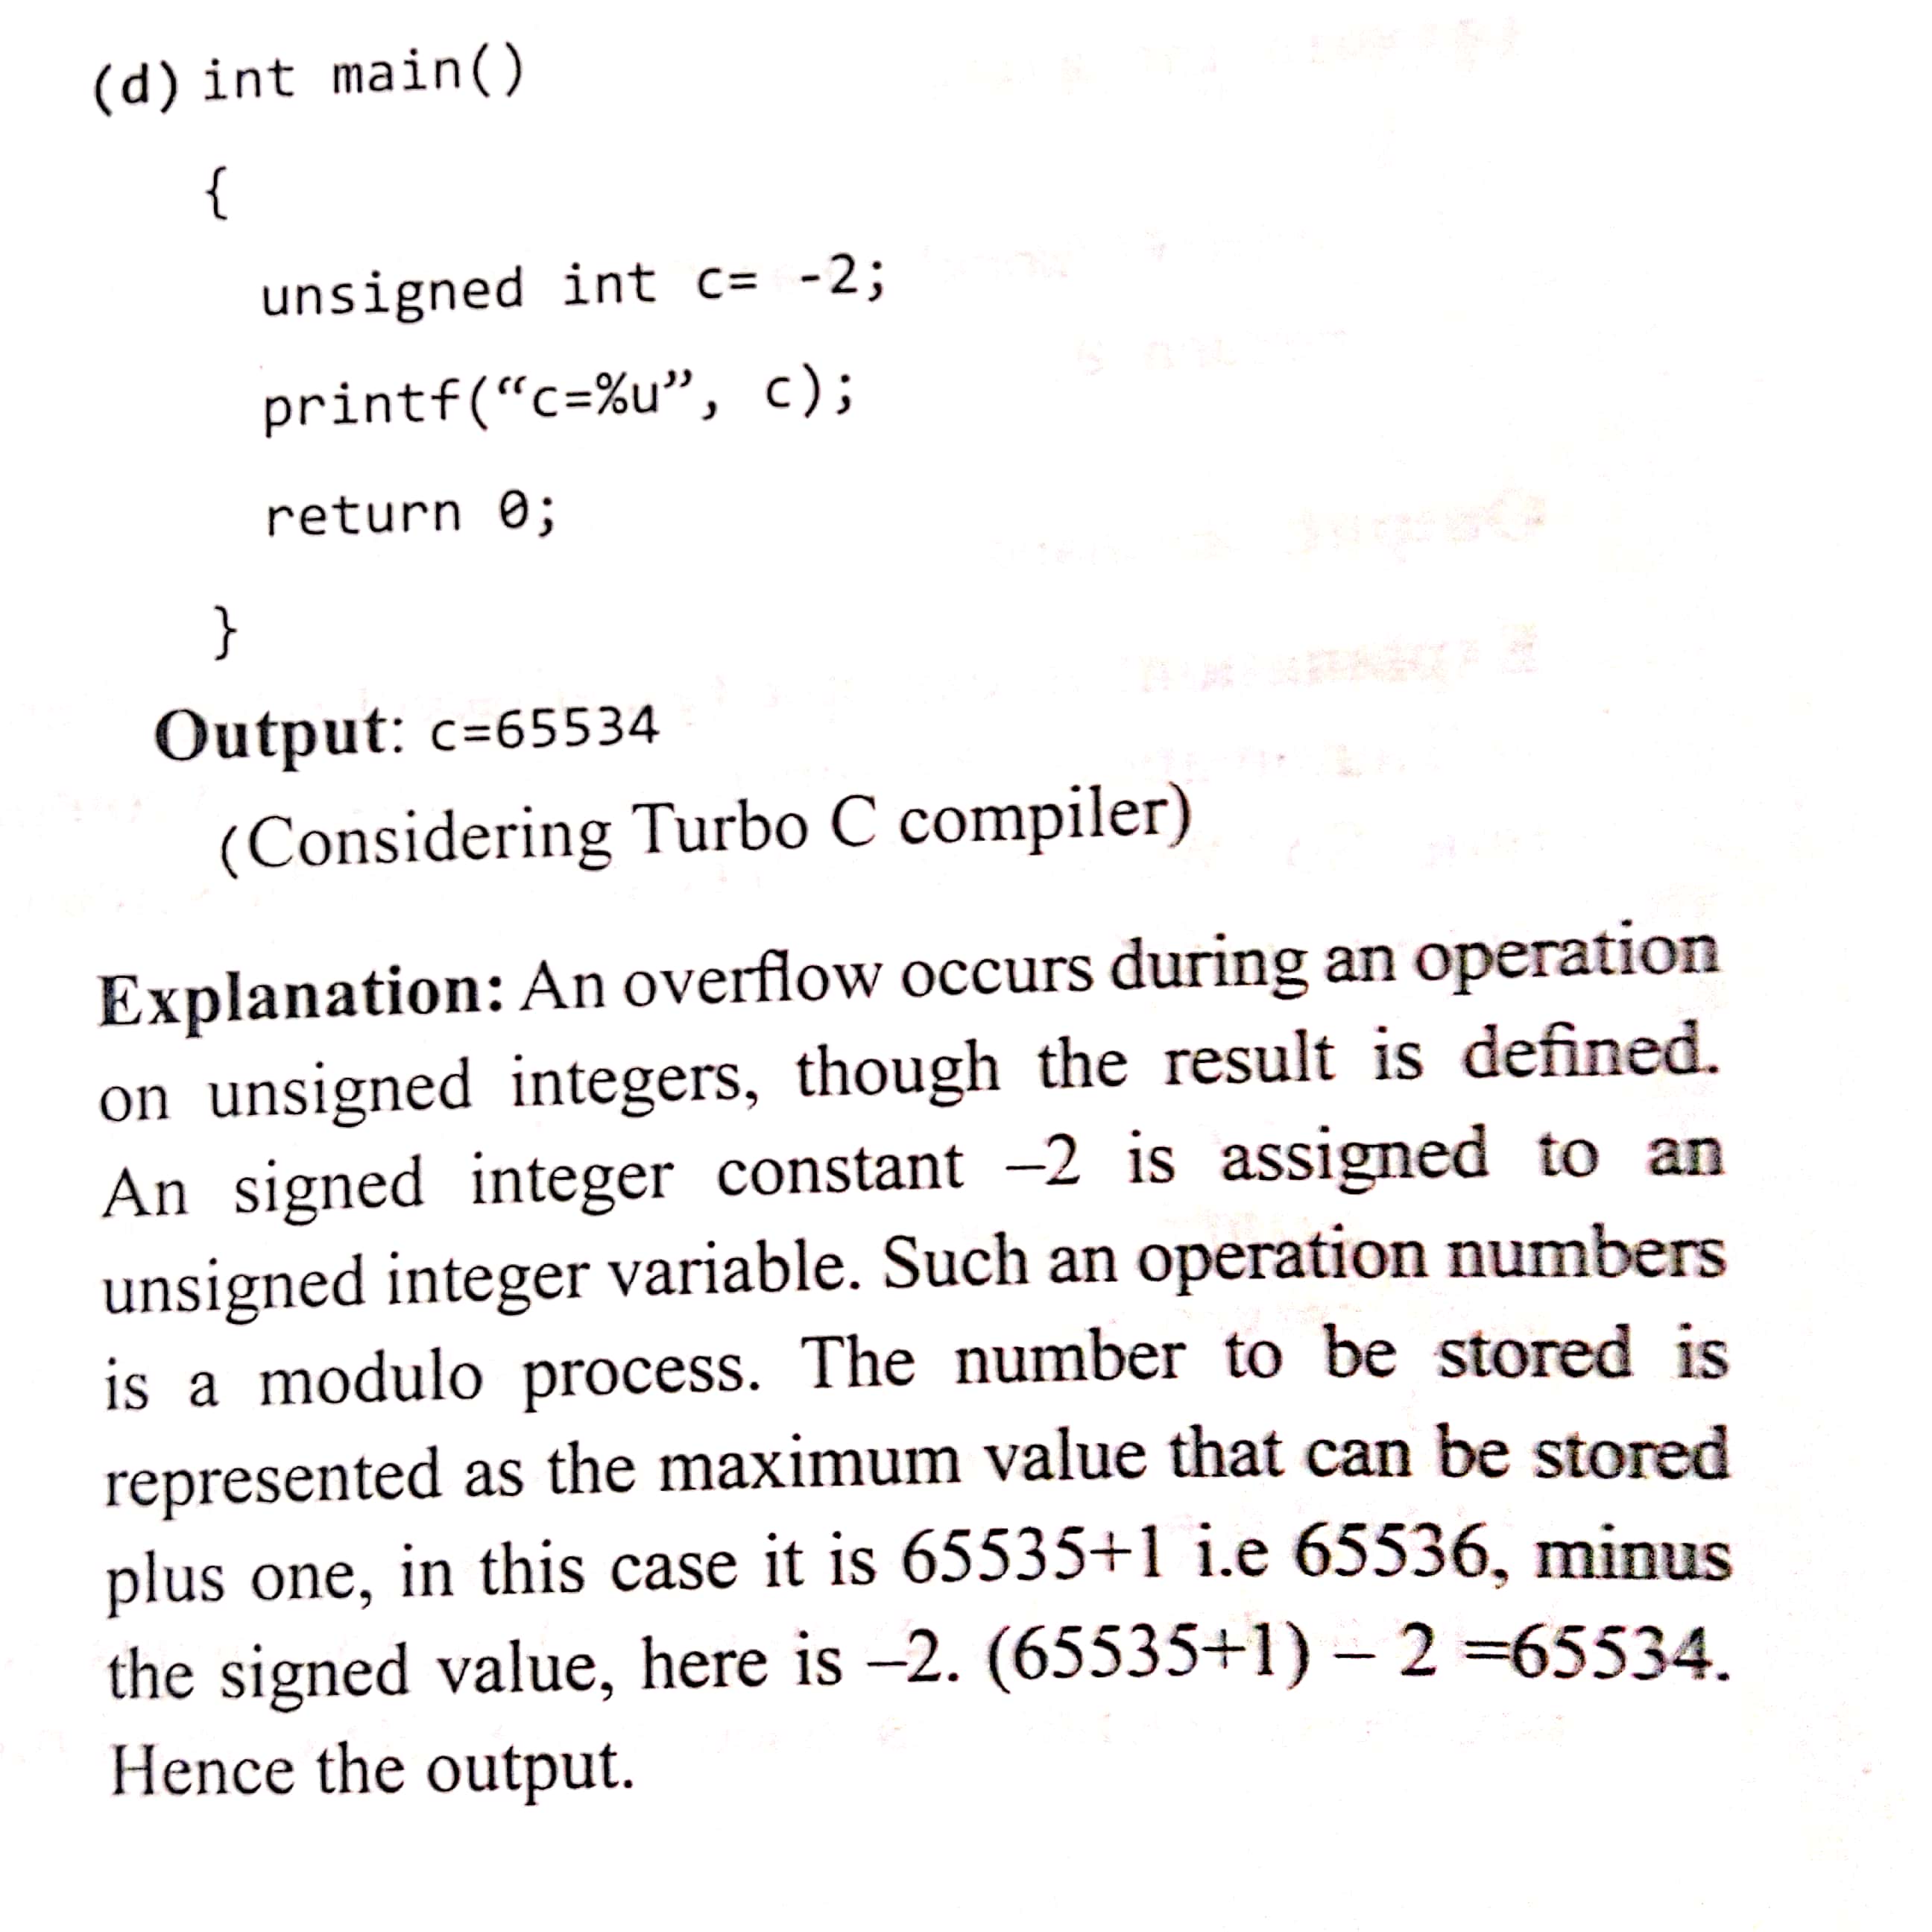 (d) int main()
{
unsigned int c= -2;
printf(“c=%u”, c);
return 0;
}
Output: c=65534
(Considering Turbo C compiler)
Explanation: An overflow occurs during an operation
on unsigned integers, though the result is defined.
An signed integer constant –2 is assigned to an
unsigned integer variable. Such an operation numbers
is a modulo process. The number to be stored is
represented as the maximum value that can be stored
plus one, in this case it is 65535+1 i.e 65536, minus
the signed value, here is –2. (65535+1) – 2 =65534.
Hence the output.